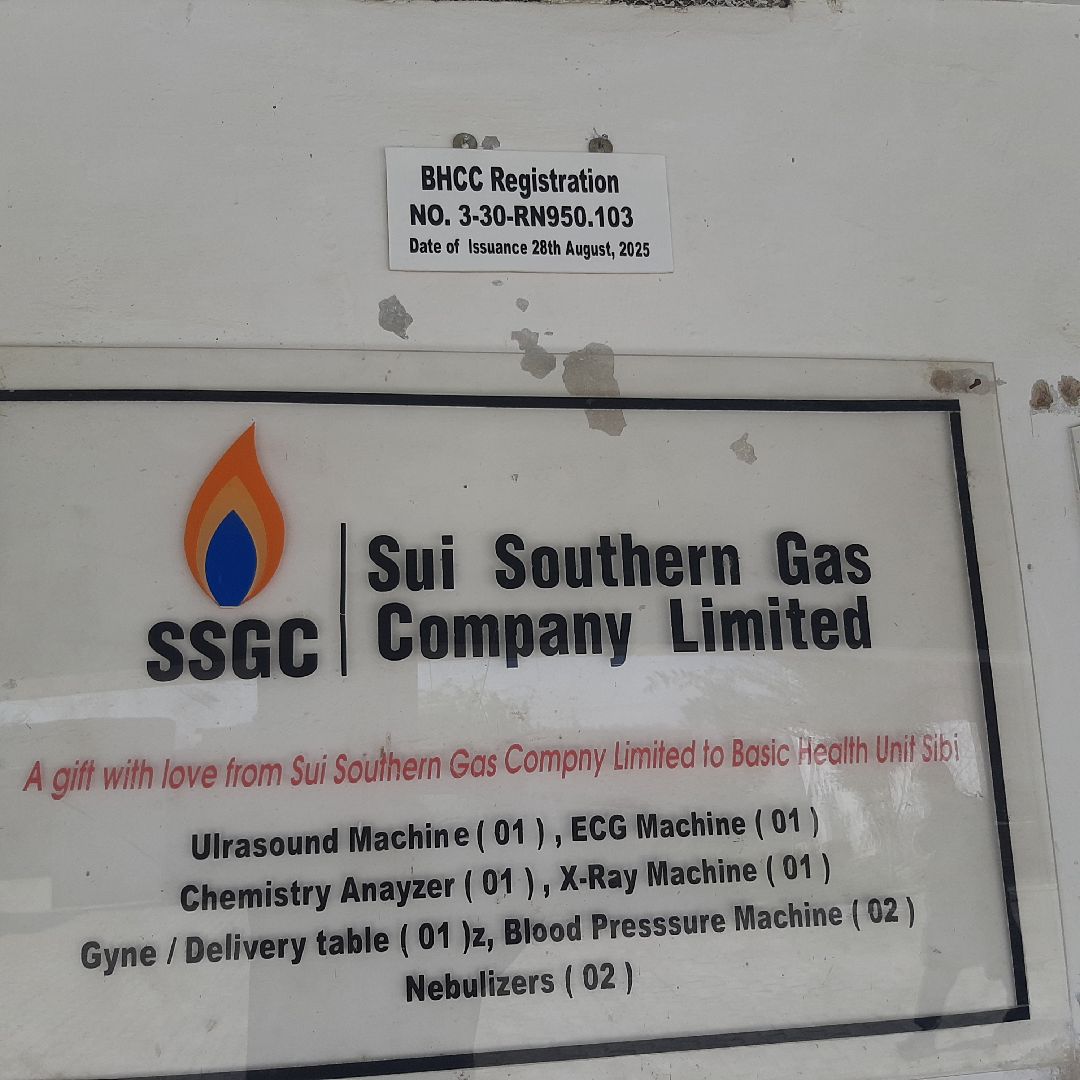 BHCC Registration
NO. 3-30-RN950.103
Date of Issuance 28th August, 2025
SSGC
Sui Southern Gas
Company Limited
A gift with love from Sui Southern Gas Compny Limited to Basic Health Unit Sibi
Ulrasound Machine ( 01 ) , ECG Machine ( 01 )
Chemistry Anayzer ( 01 ) , X-Ray Machine ( 01 )
Gyne / Delivery table ( 01 )z, Blood Presssure Machine ( 02 )
Nebulizers ( 02 )